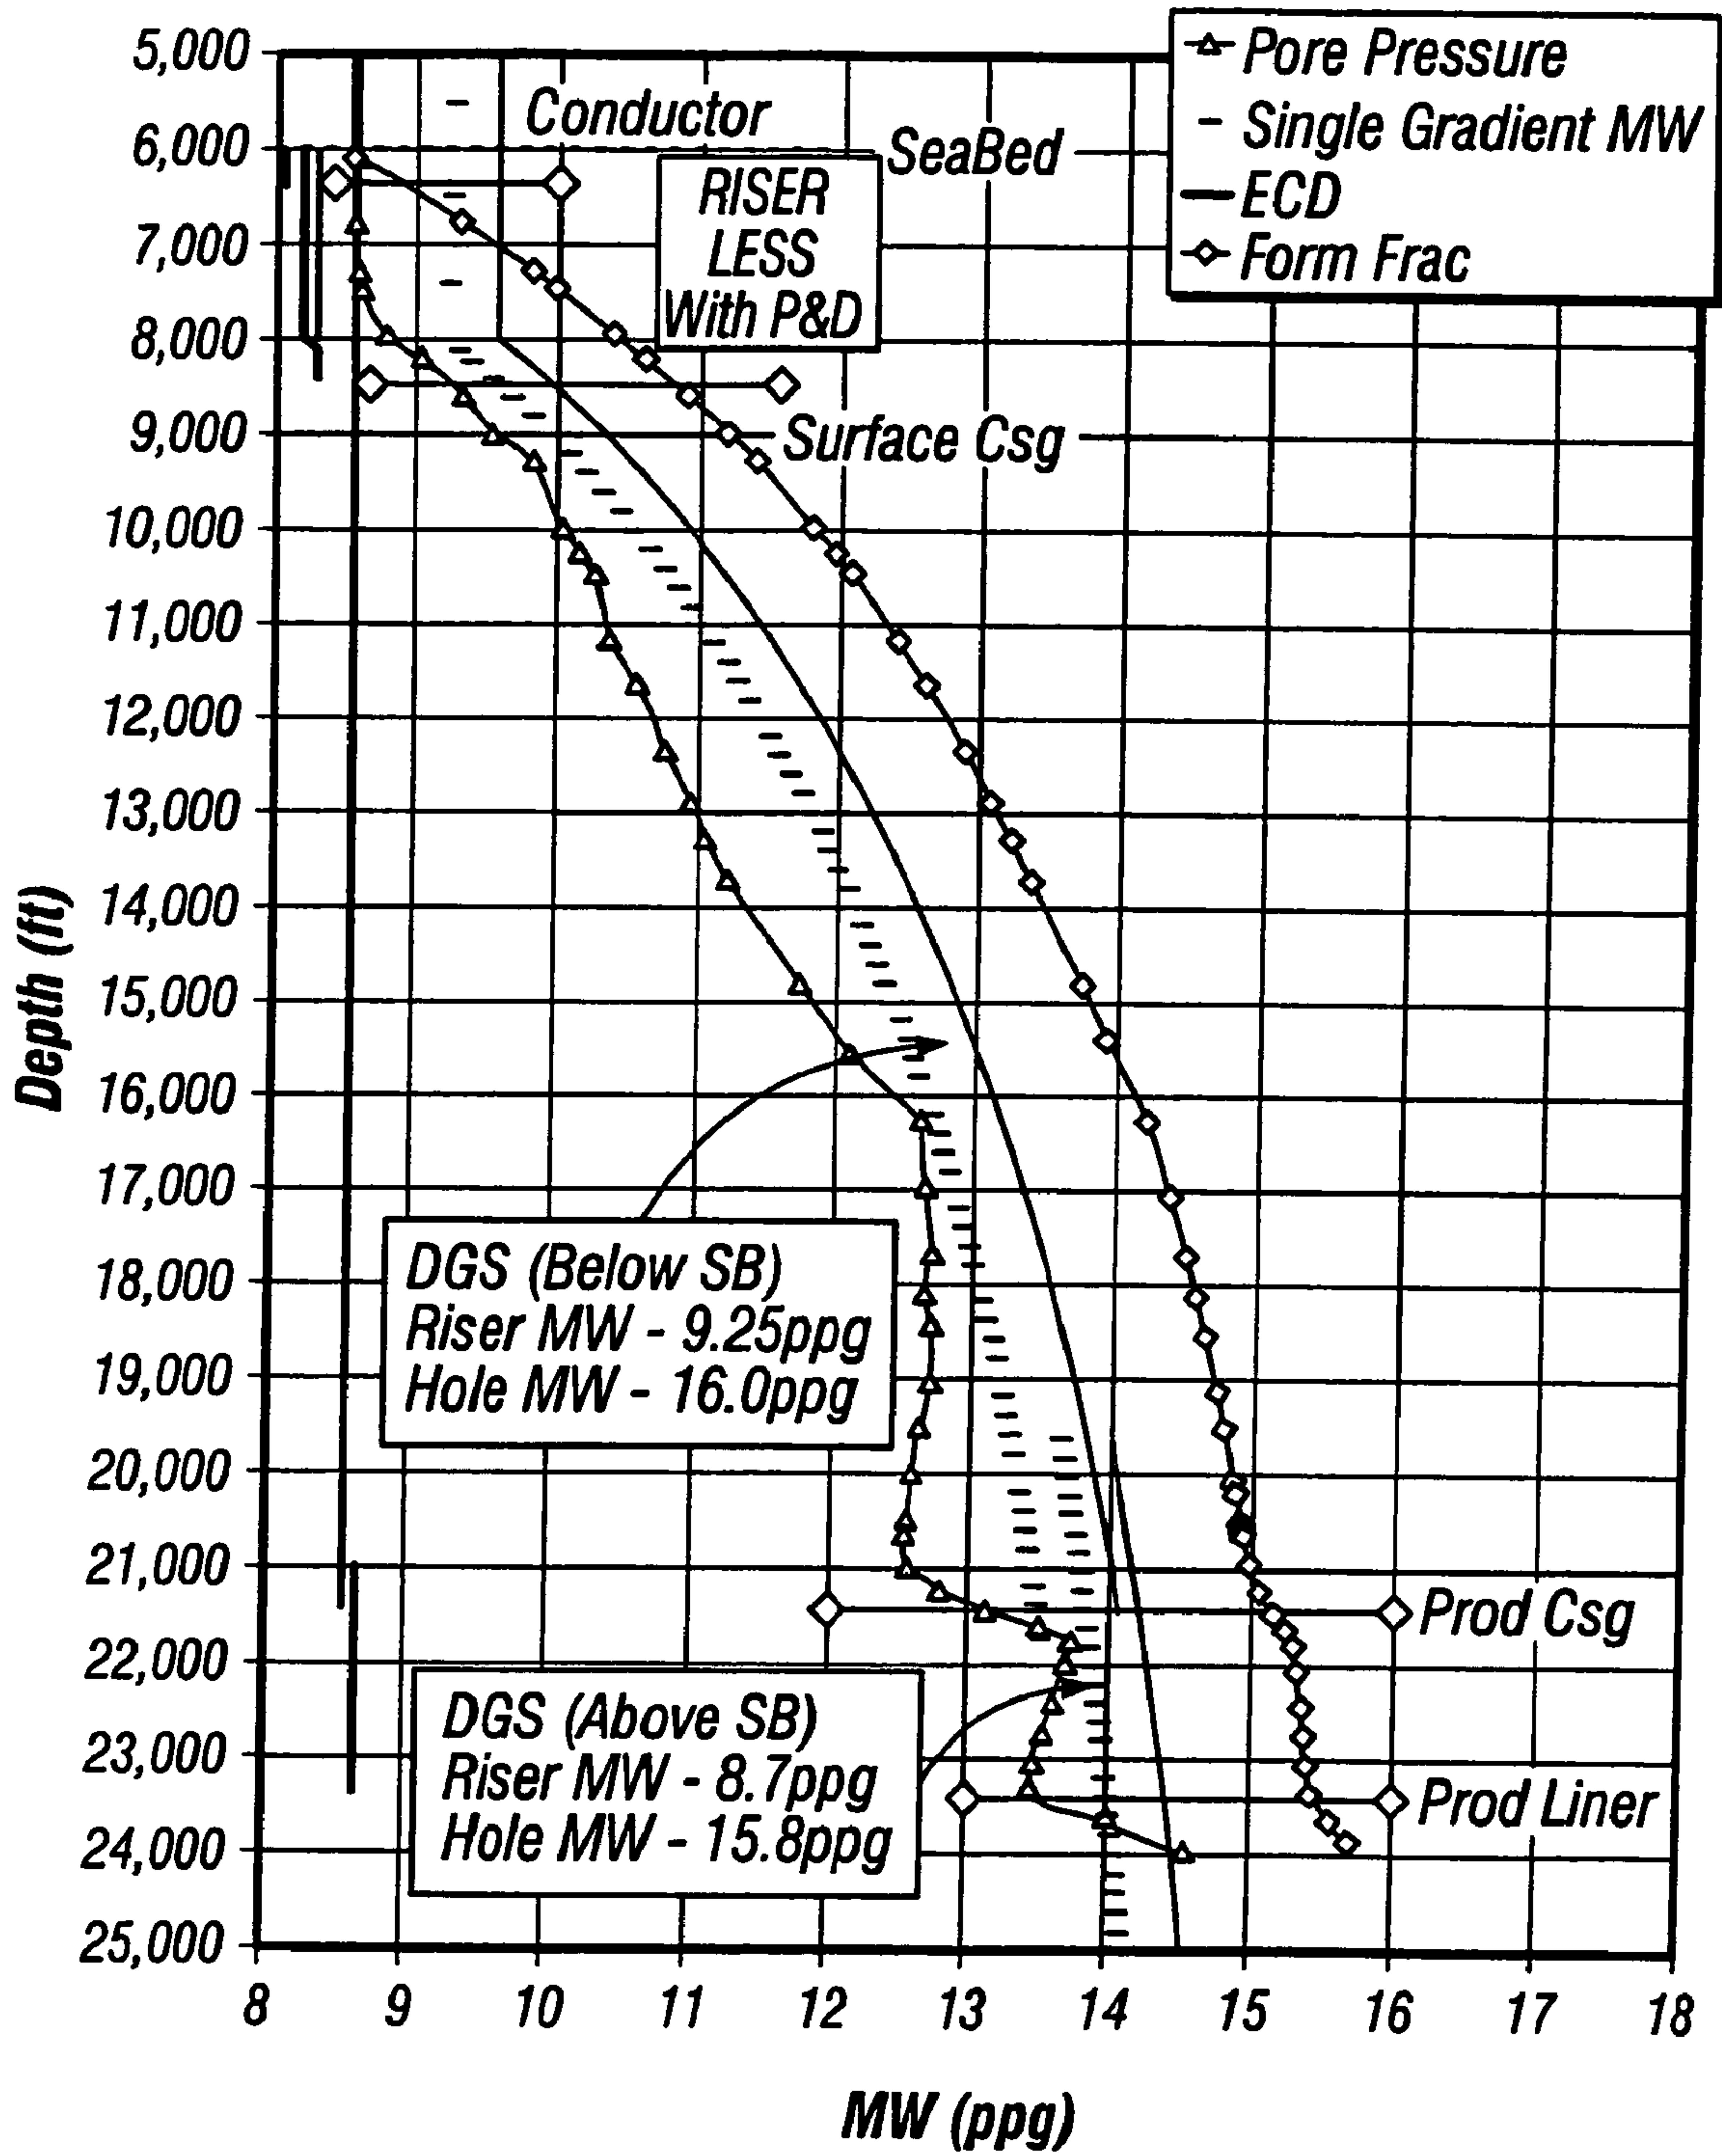 Pore Pressure
Single Gradient MW
ECD
Form Frac
Conductor
SeaBed
RISER
LESS
With P&D
Surface Csg
DGS (Below SB)
Riser MW - 9.25ppg
Hole MW - 16.0ppg
Prod Csg
DGS (Above SB)
Riser MW - 8.7ppg
Hole MW - 15.8ppg
Prod Liner
Depth (ft)
5,000
6,000
7,000
8,000
9,000
10,000
11,000
12,000
13,000
14,000
15,000
16,000
17,000
18,000
19,000
20,000
21,000
22,000
23,000
24,000
25,000
8 9 10 11 12 13 14 15 16 17 18
MW (ppg)